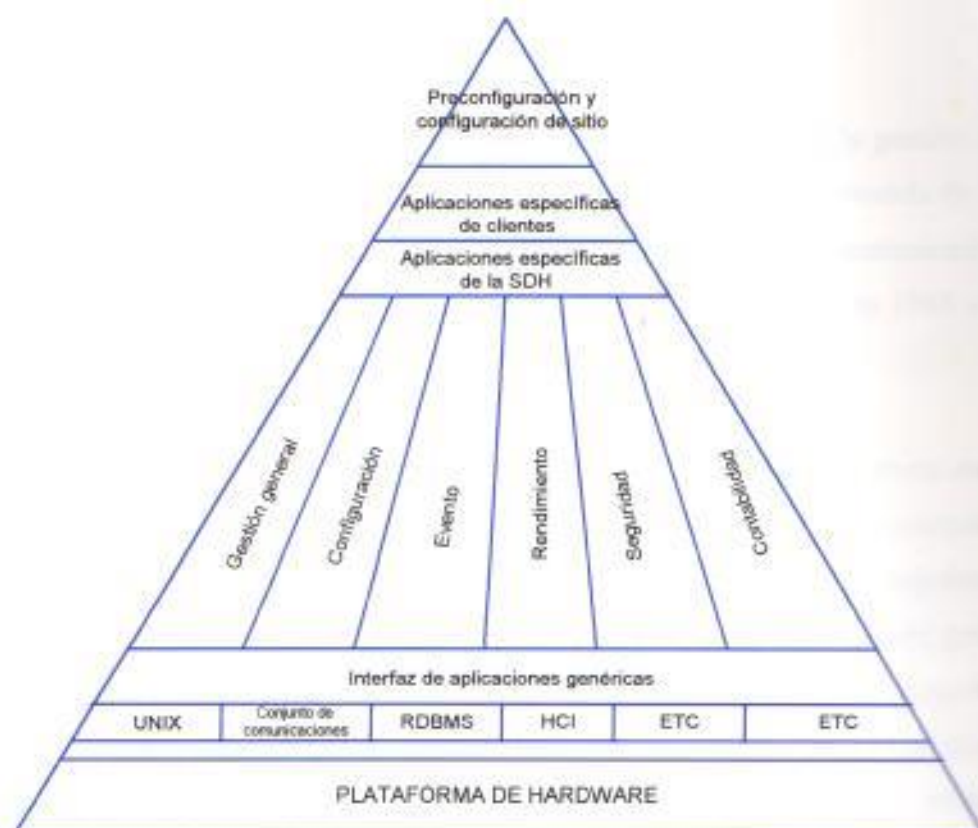 Preconfiguración y
configuración de sitio
Aplicaciones específicas
de clientes
Aplicaciones específicas
de la SDH
Gestión general
Configuración
Evento
Rendimiento
Seguridad
Contabilidad
Interfaz de aplicaciones genéricas
UNIX
Conjunto de
comunicaciones
RDBMS
HCI
ETC
ETC
PLATAFORMA DE HARDWARE